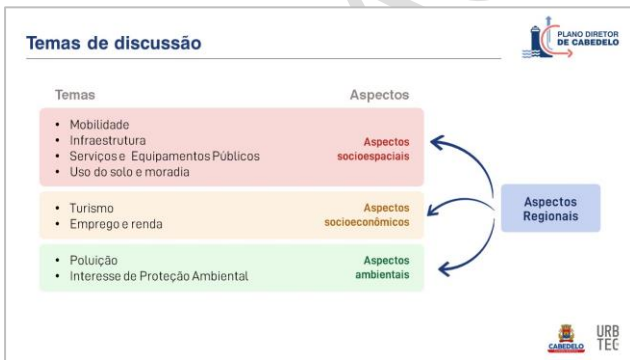 Temas de discussão
PLANO DIRETOR
DE CABEDELO
Temas
Aspectos
• Mobilidade
• Infraestrutura
• Serviços e Equipamentos Públicos
• Uso do solo e moradia
Aspectos
socioespaciais
• Turismo
• Emprego e renda
Aspectos
socioeconômicos
• Poluição
• Interesse de Proteção Ambiental
Aspectos
ambientais
Aspectos
Regionais
CABEDELO
URB
TEC